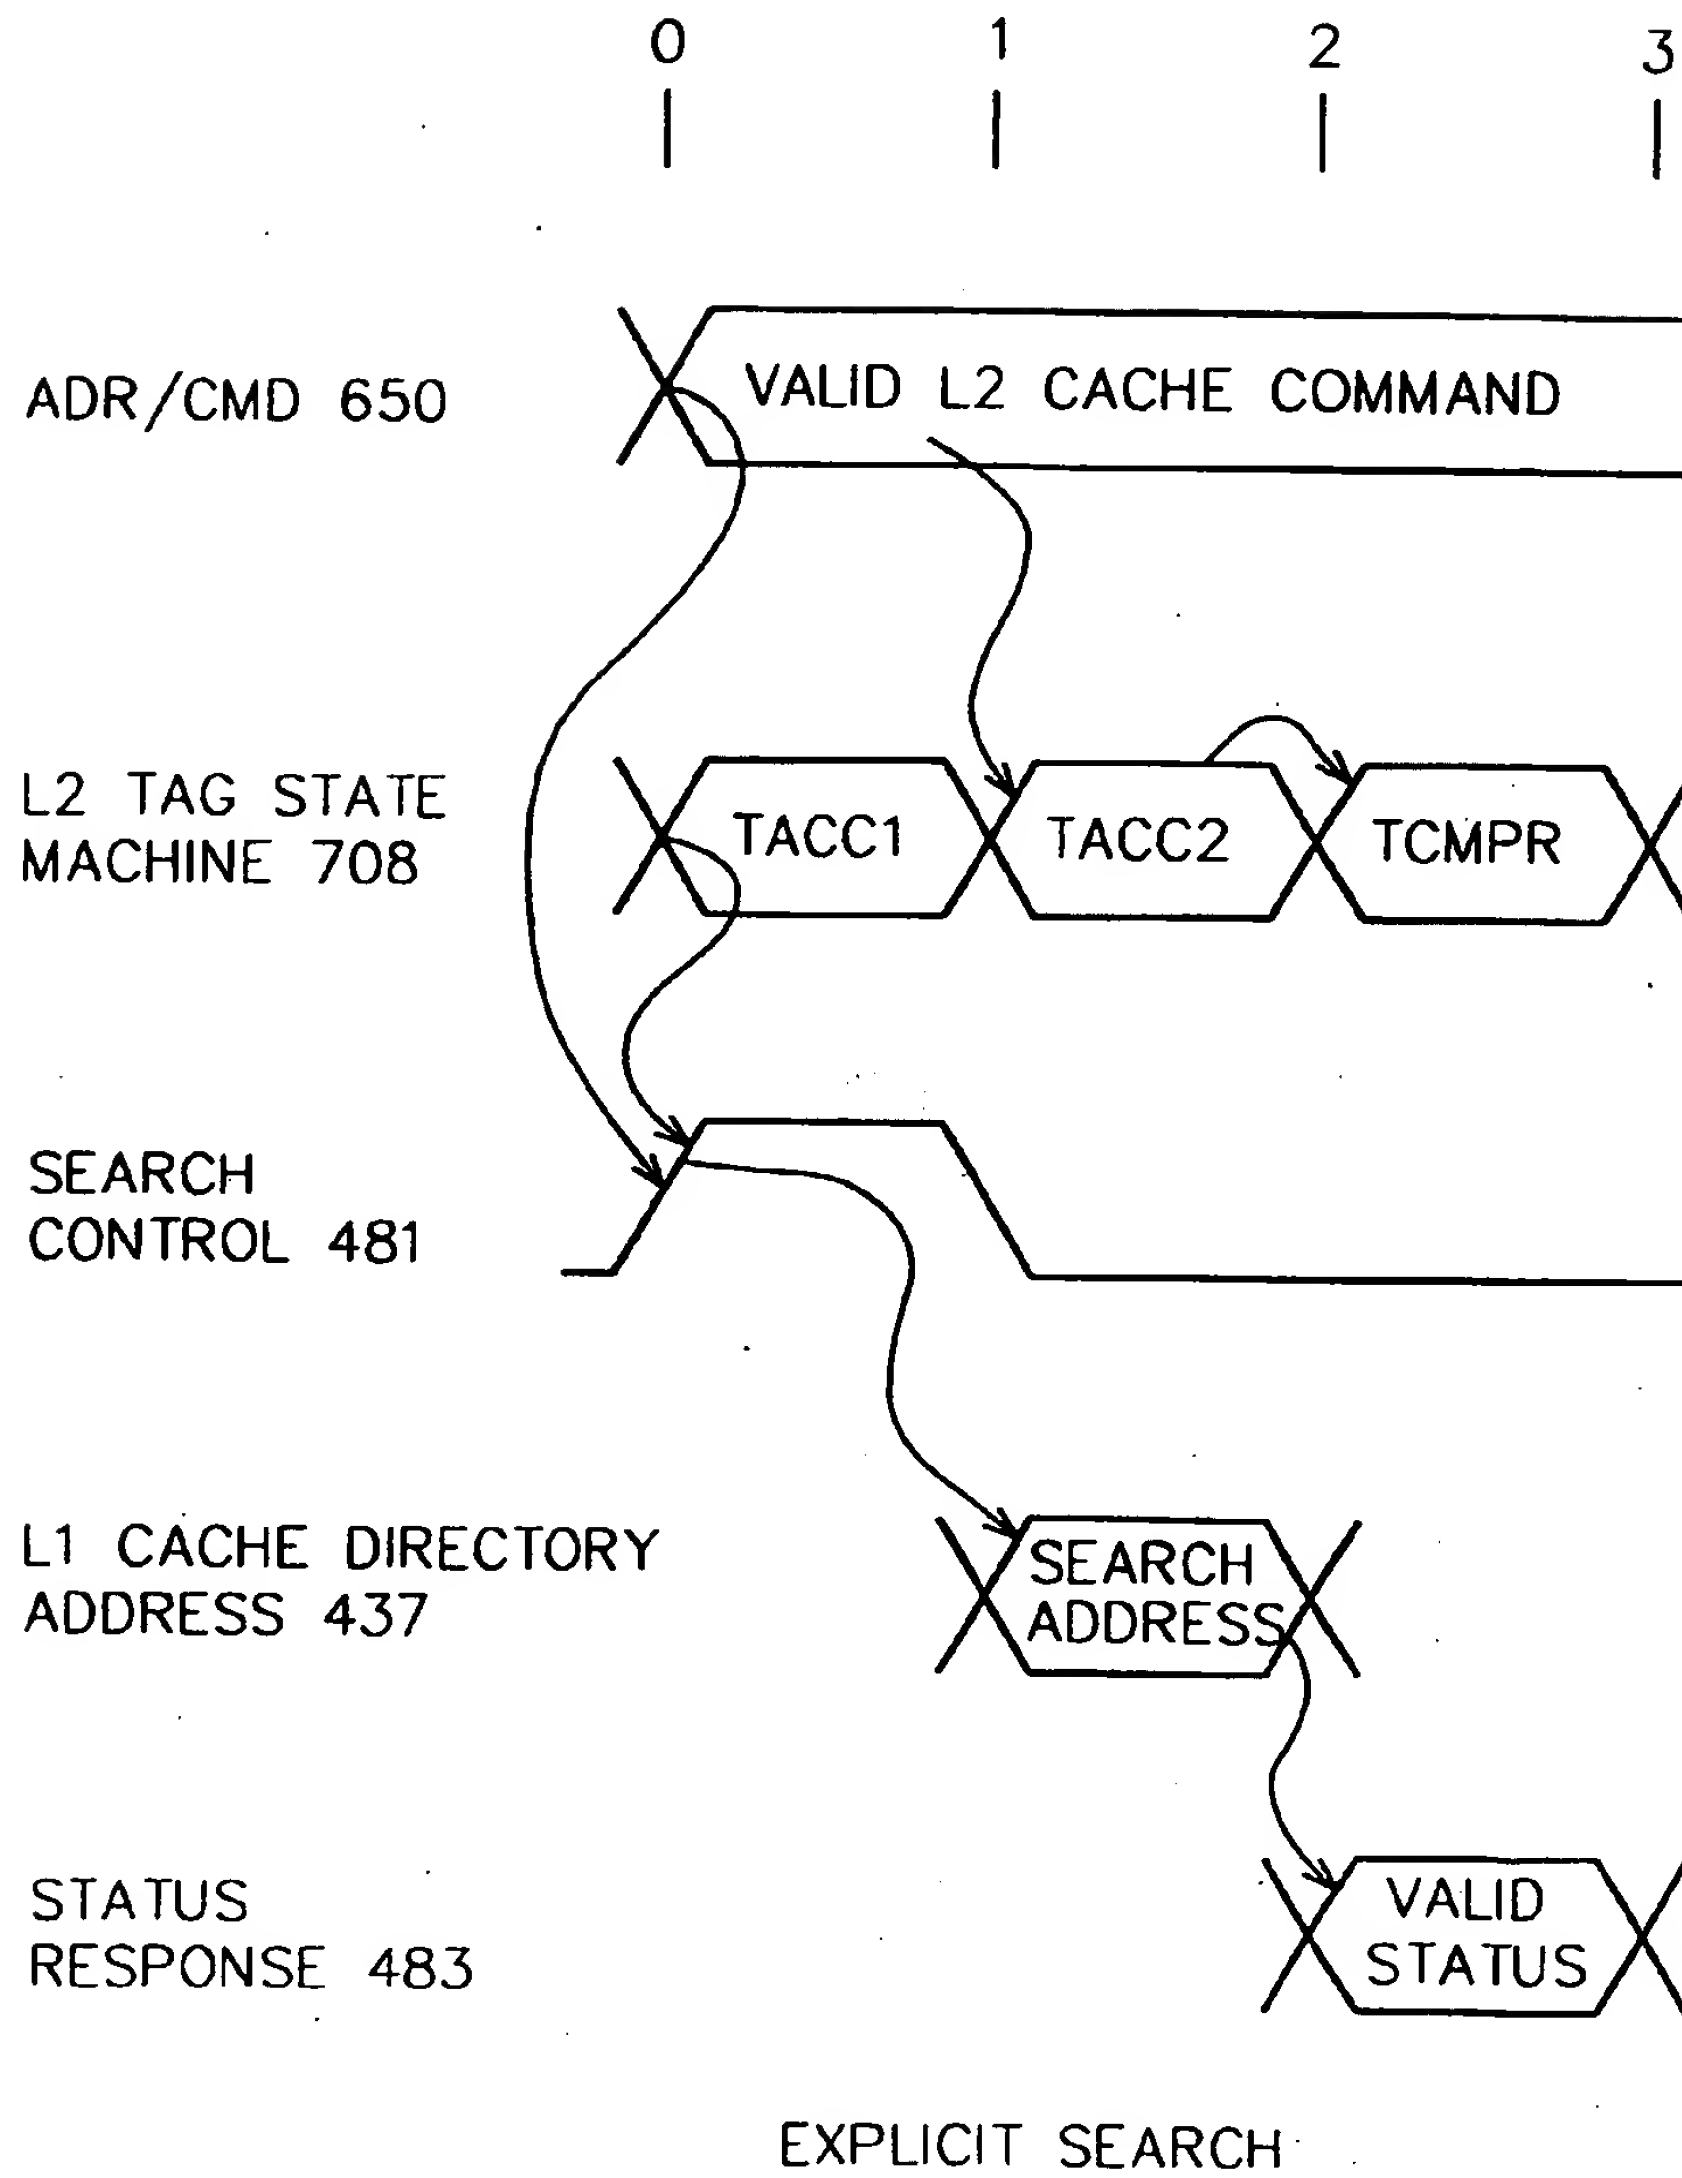 0 1 2 3
ADR/CMD 650
VALID L2 CACHE COMMAND
L2 TAG STATE
MACHINE 708
TACC1 TACC2 TCMPR
SEARCH
CONTROL 481
L1 CACHE DIRECTORY
ADDRESS 437
SEARCH
ADDRESS
STATUS
RESPONSE 483
VALID
STATUS
EXPLICIT SEARCH